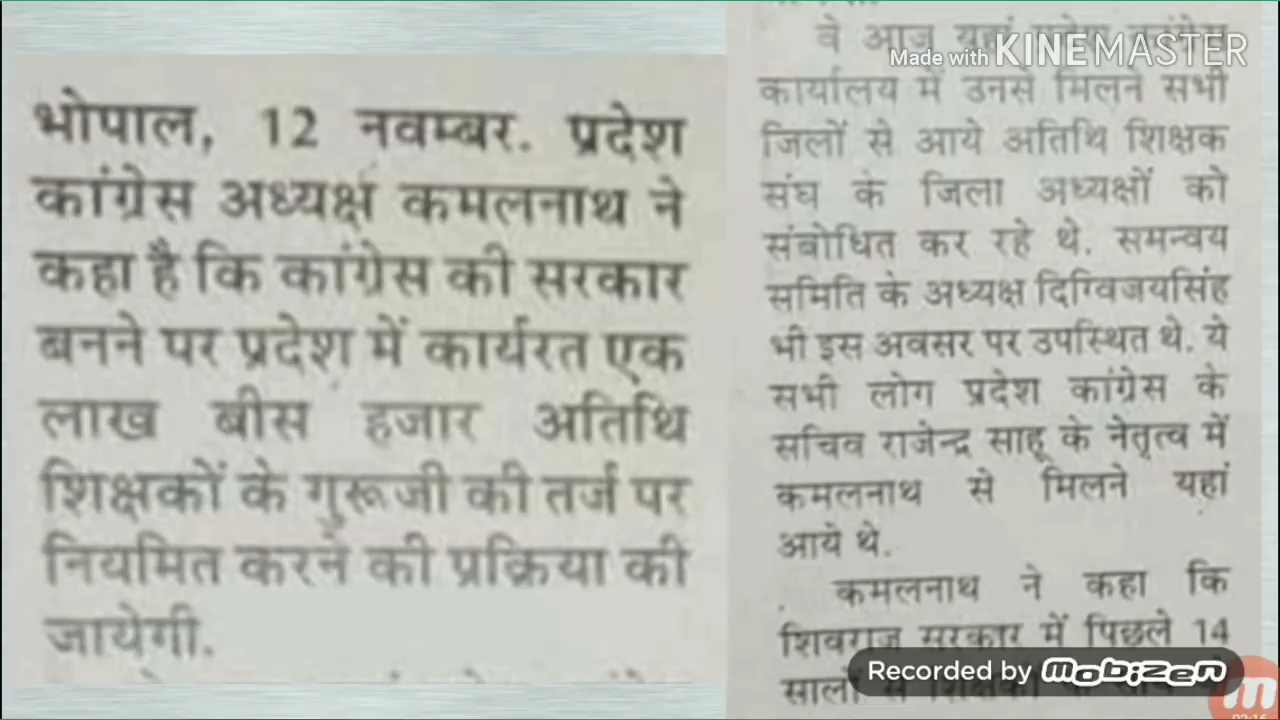 भोपाल, 12 नवम्बर. प्रदेश
कांग्रेस अध्यक्ष कमलनाथ ने
कहा है कि कांग्रेस की सरकार
बनने पर प्रदेश में कार्यरत एक
लाख बीस हजार अतिथि
शिक्षकों के गुरूजी की तर्ज पर
नियमित करने की प्रक्रिया की
जायेगी.
वे आज यहां प्रदेश कांग्रेस
कार्यालय में उनसे मिलने सभी
जिलों से आये अतिथि शिक्षक
संघ के जिला अध्यक्षों को
संबोधित कर रहे थे. समन्वय
समिति के अध्यक्ष दिग्विजयसिंह
भी इस अवसर पर उपस्थित थे. ये
सभी लोग प्रदेश कांग्रेस के
सचिव राजेन्द्र साहू के नेतृत्व में
कमलनाथ से मिलने यहां
आये थे.
कमलनाथ ने कहा कि
शिवराज सरकार में पिछले 14
सालों
Made with KINEMASTER
Recorded by Mobizen